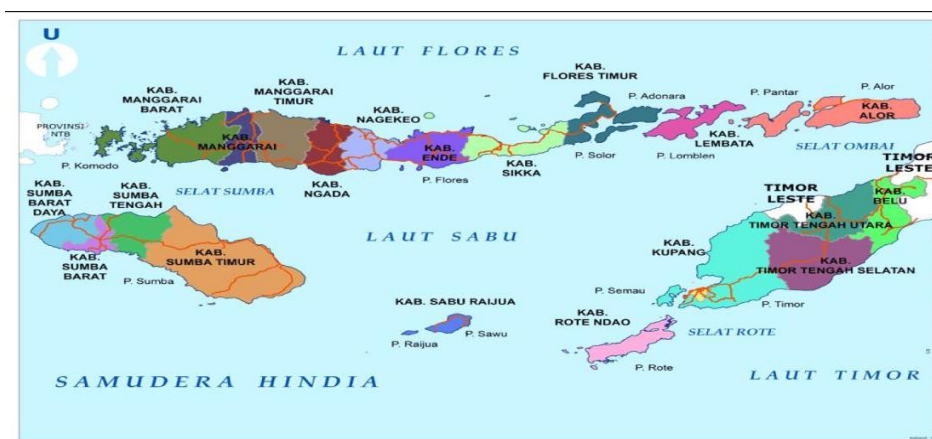 U
LAUT FLORES
KAB.
FLORES TIMUR
KAB.
MANGGARAI
BARAT
KAB.
MANGGARAI
TIMUR
P. Adonara
P. Pantar
P. Alor
KAB.
NAGEKEO
KAB.
ALOR
PROVINSI
NTB
KAB.
MANGGARAI
KAB.
ENDE
KAB.
LEMBATA
SELAT OMBAI
P. Komodo
KAB.
SIKKA
P. Solor
P. Lomblen
TIMOR
LESTE
P. Flores
SELAT SUMBA
KAB.
NGADA
KAB.
SUMBA
BARAT
DAYA
KAB.
SUMBA
TENGAH
TIMOR
LESTE
KAB.
BELU
KAB.
TIMOR TENGAH UTARA
LAUT SABU
KAB.
KUPANG
KAB.
SUMBA TIMUR
KAB.
SUMBA
BARAT
KAB.
TIMOR TENGAH SELATAN
P. Sumba
P. Semau
KAB. SABU RAIJUA
P. Timor
KAB.
ROTE NDAO
P. Sawu
P. Raijua
SELAT ROTE
P. Rote
SAMUDERA HINDIA
LAUT TIMOR